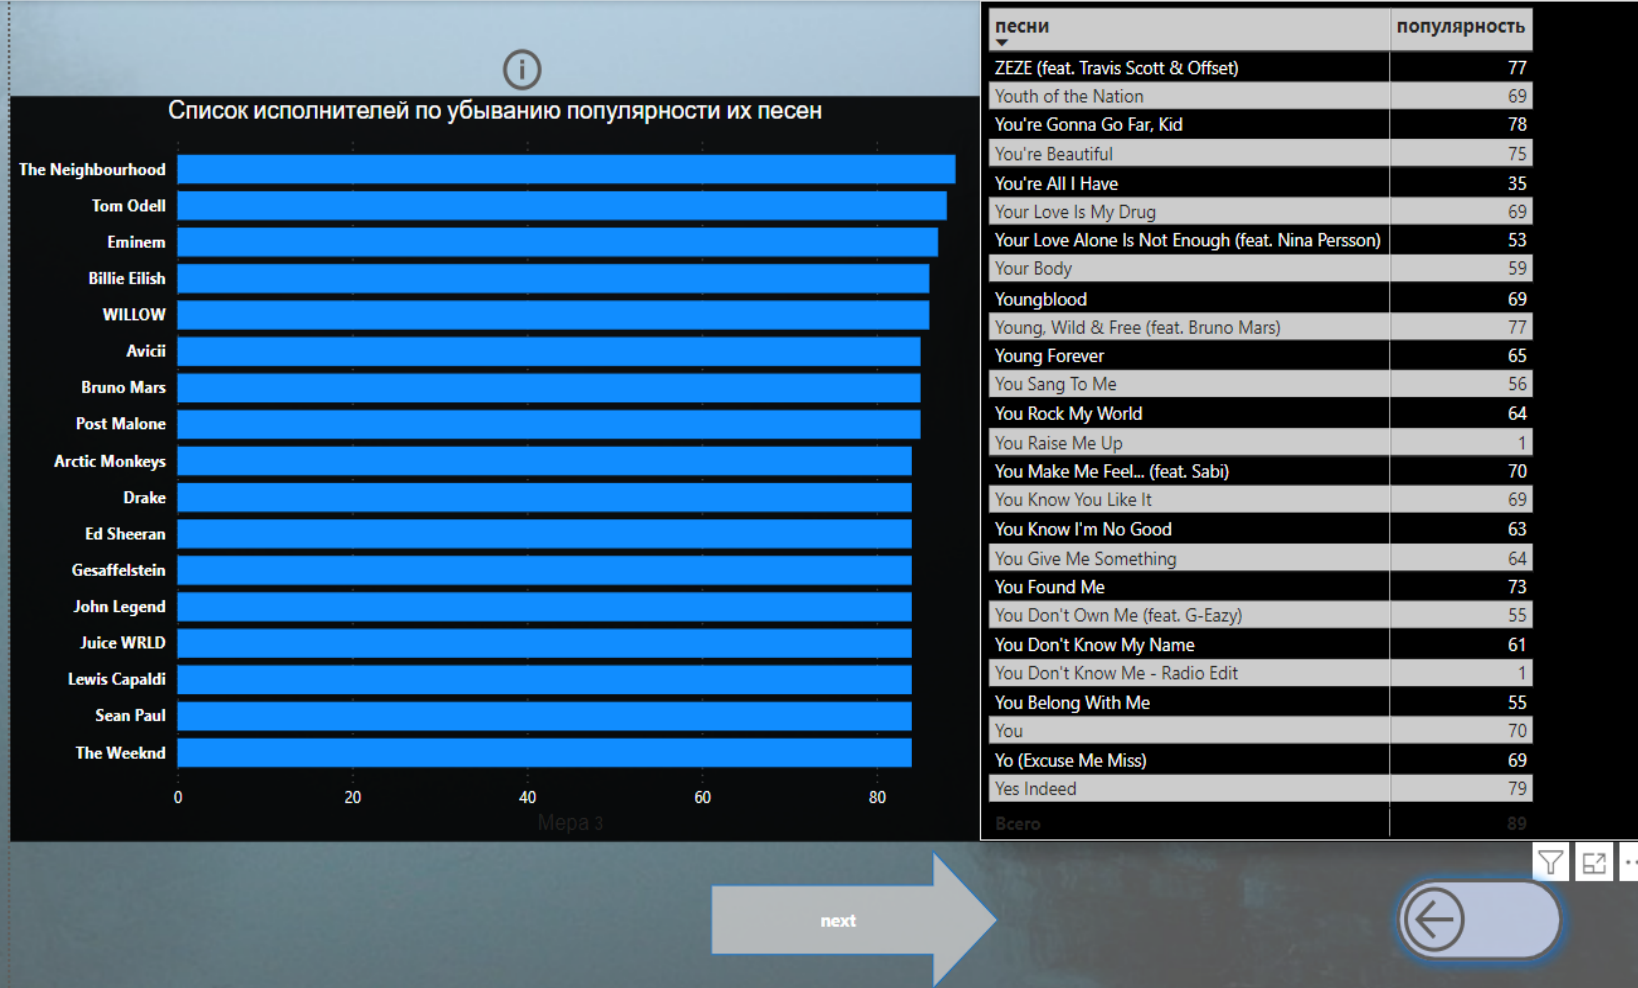 Список исполнителей по убыванию популярности их песен
The Neighbourhood
Tom Odell
Eminem
Billie Eilish
WILLOW
Avicii
Bruno Mars
Post Malone
Arctic Monkeys
Drake
Ed Sheeran
Gesaffelstein
John Legend
Juice WRLD
Lewis Capaldi
Sean Paul
The Weeknd
0 20 40 60 80
Мера 3
песни популярность
ZEZE (feat. Travis Scott & Offset) 77
Youth of the Nation 69
You're Gonna Go Far, Kid 78
You're Beautiful 75
You're All I Have 35
Your Love Is My Drug 69
Your Love Alone Is Not Enough (feat. Nina Persson) 53
Your Body 59
Youngblood 69
Young, Wild & Free (feat. Bruno Mars) 77
Young Forever 65
You Sang To Me 56
You Rock My World 64
You Raise Me Up 1
You Make Me Feel... (feat. Sabi) 70
You Know You Like It 69
You Know I'm No Good 63
You Give Me Something 64
You Found Me 73
You Don't Own Me (feat. G-Eazy) 55
You Don't Know My Name 61
You Don't Know Me - Radio Edit 1
You Belong With Me 55
You 70
Yo (Excuse Me Miss) 69
Yes Indeed 79
Всего 89
next